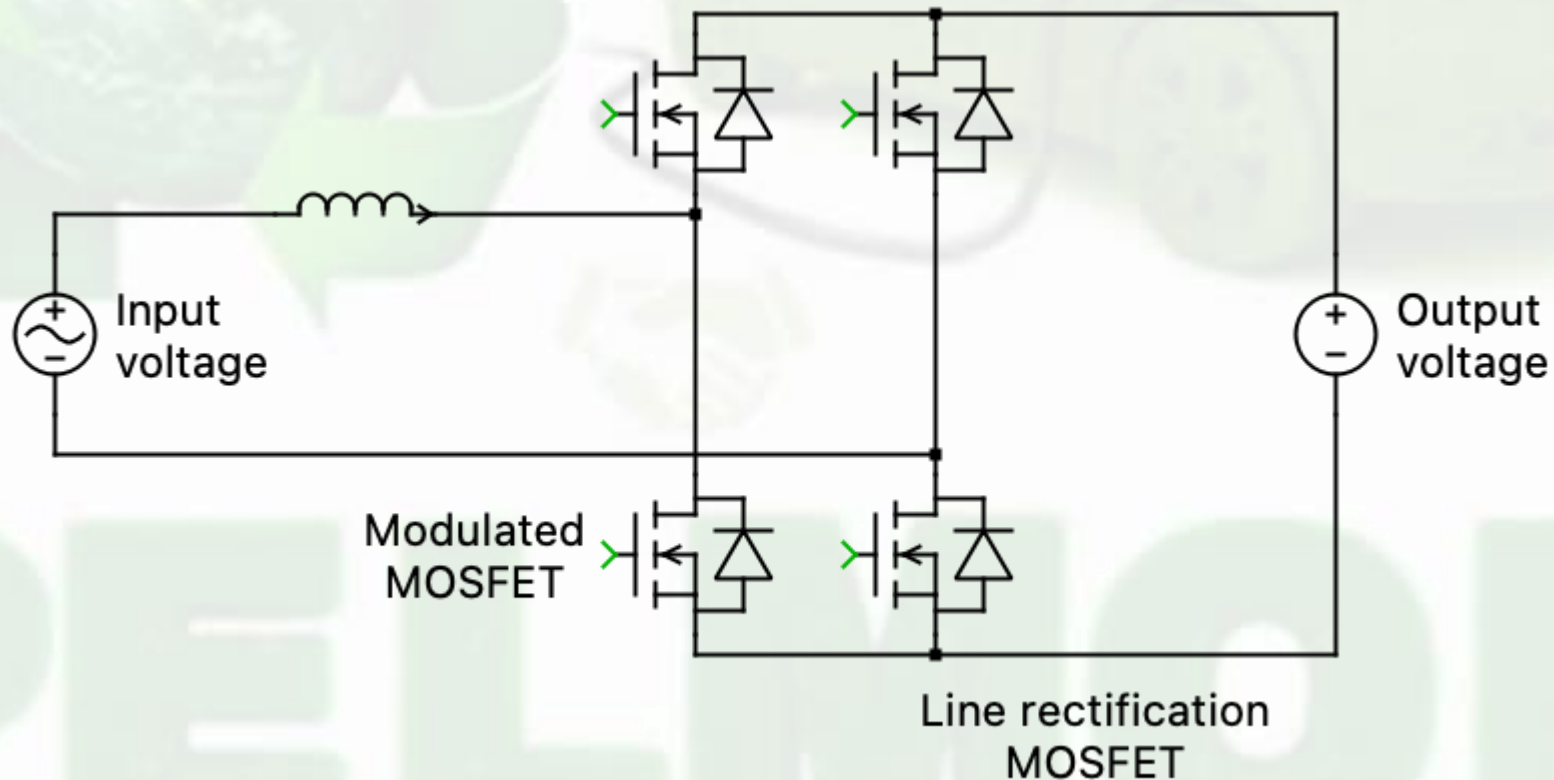 Input
voltage
Output
voltage
Modulated
MOSFET
Line rectification
MOSFET